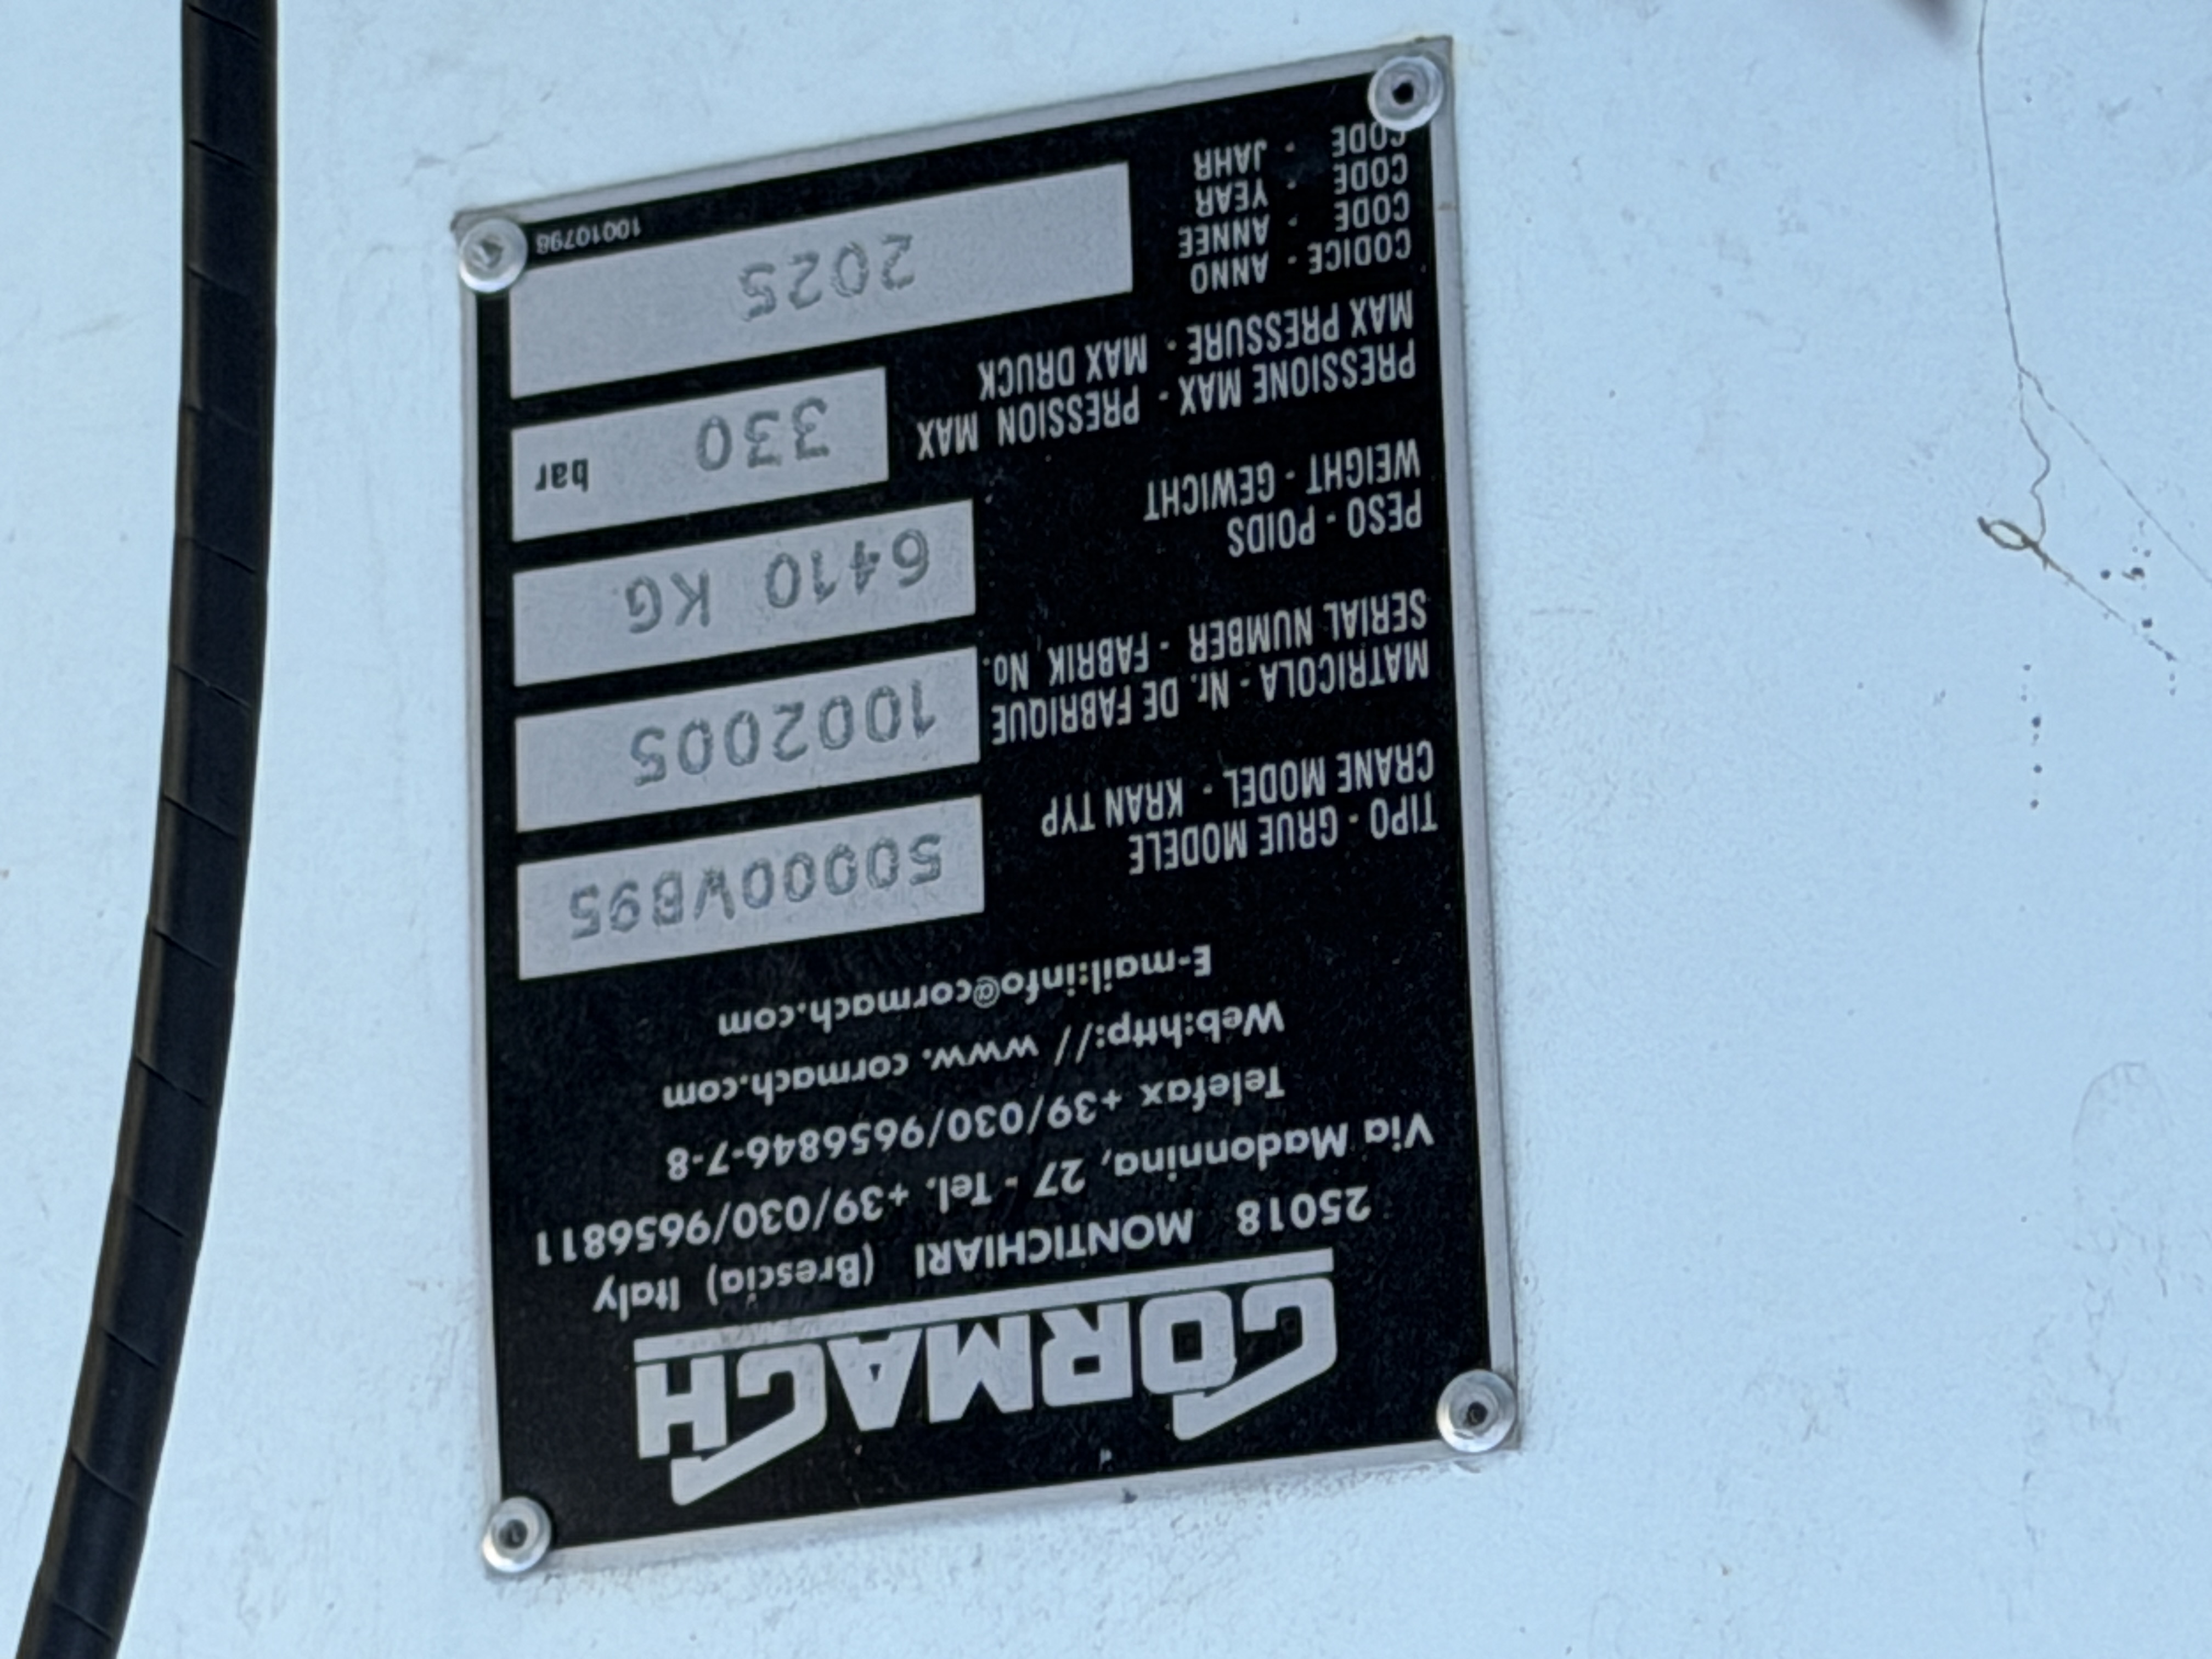 CORMACH
25018 MONTICHIARI (Brescia) Italy
Via Madonnina, 27 - Tel. +39/030/9656811
Telefax +39/030/9656846-7-8
Web:http:// www. cormach.com
E-mail:info@cormach.com
TIPO - GRUE MODELE
CRANE MODEL - KRAN TYP
50000WB95
MATRICOLA - Nr. DE FABRIQUE
SERIAL NUMBER - FABRIK No.
1002005
PESO - POIDS
WEIGHT - GEWICHT
6410 KG
PRESSIONE MAX - PRESSION MAX
MAX PRESSURE - MAX DRUCK
330 bar
CODICE - ANNO
CODE - ANNEE
CODE - YEAR
CODE - JAHR
2025
10010798